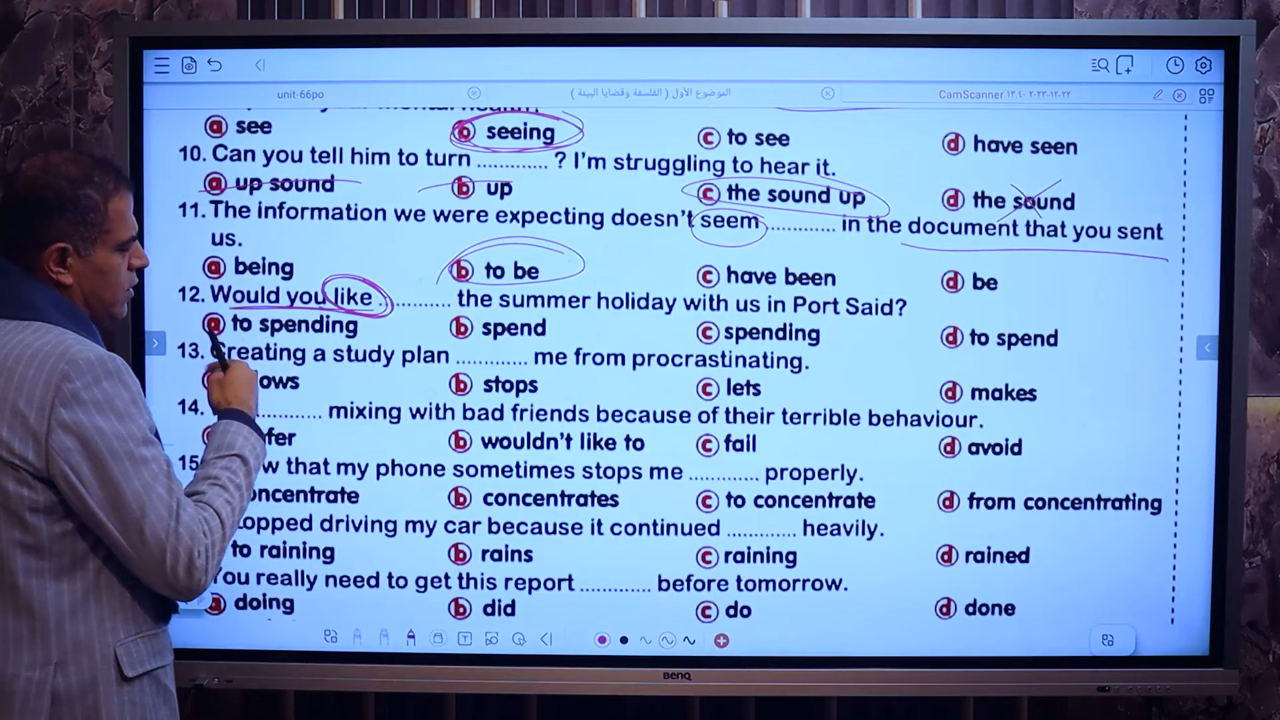 unit-66po
الموضوع الأول ( الفلسفة وقضايا البيئة )
CamScanner ١٣.٤٠ ٢٠٢٣-١٢-٢٢
a see b seeing c to see d have seen
10. Can you tell him to turn ............. ? I'm struggling to hear it.
a up sound b up c the sound up d the sound
11. The information we were expecting doesn't seem ............. in the document that you sent
us.
a being b to be c have been d be
12. Would you like ............. the summer holiday with us in Port Said?
a to spending b spend c spending d to spend
13. Creating a study plan ............. me from procrastinating.
b stops c lets d makes
14. ............. mixing with bad friends because of their terrible behaviour.
b wouldn't like to c fail d avoid
15 that my phone sometimes stops me ............. properly.
b concentrates c to concentrate d from concentrating
driving my car because it continued ............. heavily.
to raining b rains c raining d rained
You really need to get this report ............. before tomorrow.
a doing b did c do d done
BenQ